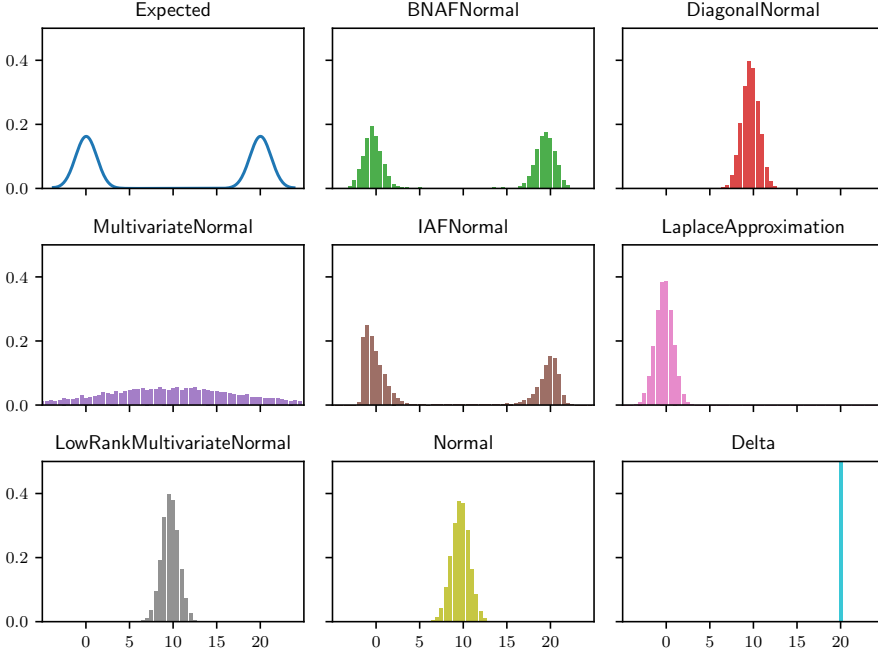 Expected
BNAFNormal
DiagonalNormal
0.4
0.2
0.0
MultivariateNormal
IAFNormal
LaplaceApproximation
0.4
0.2
0.0
0 5 10 15 20
LowRankMultivariateNormal
Normal
Delta
0.4
0.2
0.0
0 5 10 15 20
0 5 10 15 20